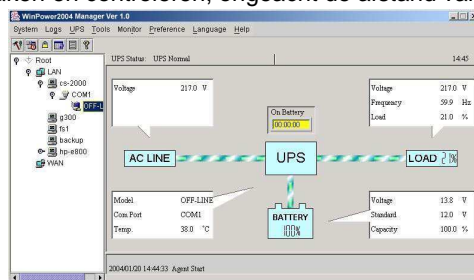 WinPower2004 Manager Ver 1.0
System Logs UPS Tools Monitor Preference Language Help
UPS Status: UPS Normal 14:45
Root
LAN
cs-2000
COM1
OFF-L
g300
fs1
backup
hp-e800
WAN
Voltage 217.0 V
On Battery
00:00:00
Voltage 217.0 V
Frequency 59.9 Hz
Load 21.0 %
AC LINE
UPS
LOAD 21%
Model OFF-LINE
Com Port COM1
Temp. 38.0 °C
BATTERY
100%
Voltage 13.8 V
Standard 12.0 V
Capacity 100.0 %
2004/01/20 14:44:33 Agent Start